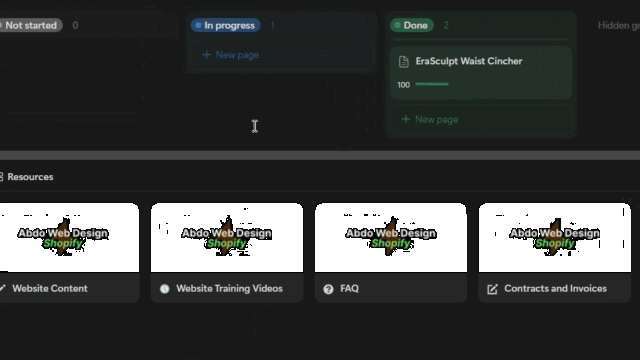 Not started 0
In progress 1
Done 2
Hidden gr
+ New page
EraSculpt Waist Cincher
100
+ New page
Resources
Abdo Web Design
Shopify
Abdo Web Design
Shopify
Abdo Web Design
Shopify
Abdo Web Design
Shopify
Website Content
Website Training Videos
FAQ
Contracts and Invoices